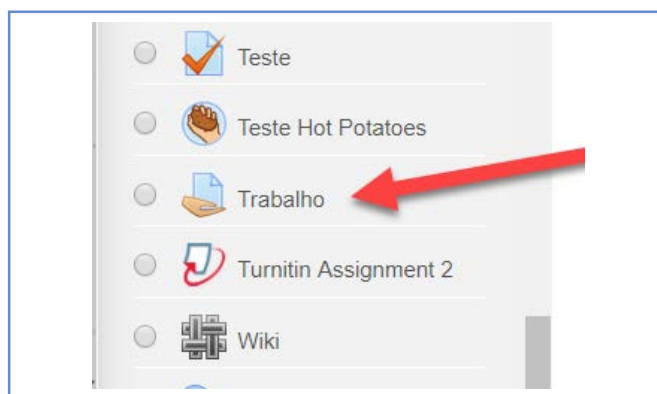 Teste
Teste Hot Potatoes
Trabalho
Turnitin Assignment 2
Wiki